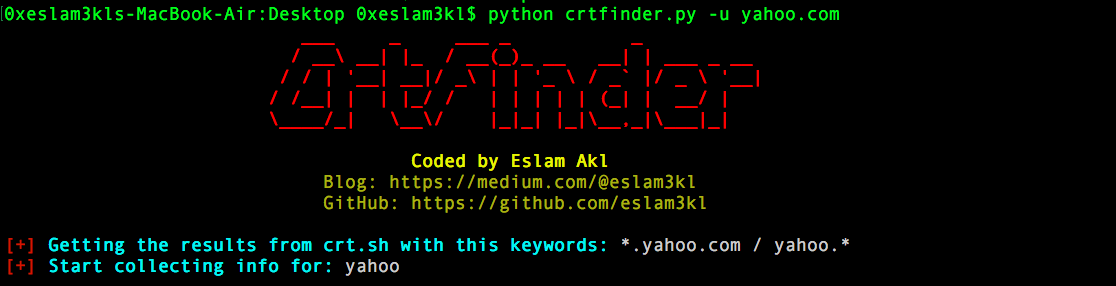 0xeslam3kls-MacBook-Air:Desktop 0xeslam3kl$ python crtfinder.py -u yahoo.com
CrtFinder
Coded by Eslam Akl
Blog: https://medium.com/@eslam3kl
GitHub: https://github.com/eslam3kl
[+] Getting the results from crt.sh with this keywords: *.yahoo.com / yahoo.*
[+] Start collecting info for: yahoo